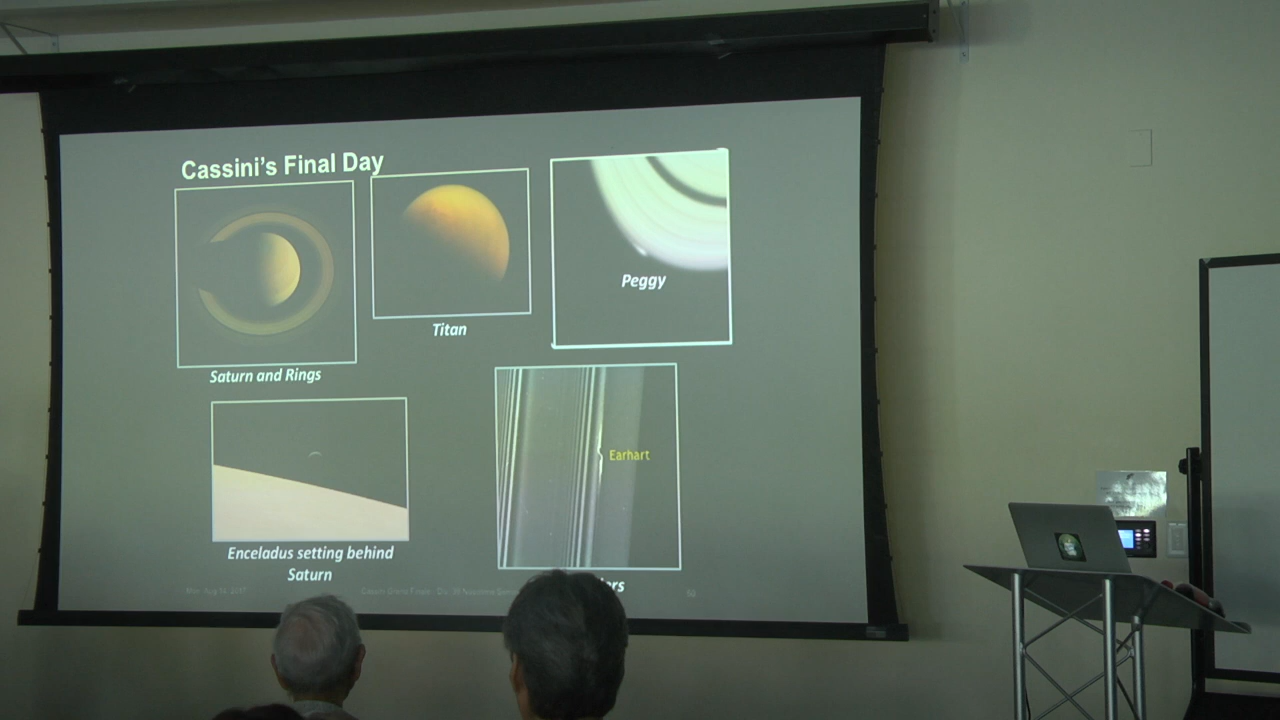 Cassini's Final Day
Saturn and Rings
Titan
Peggy
Enceladus setting behind
Saturn
Earhart